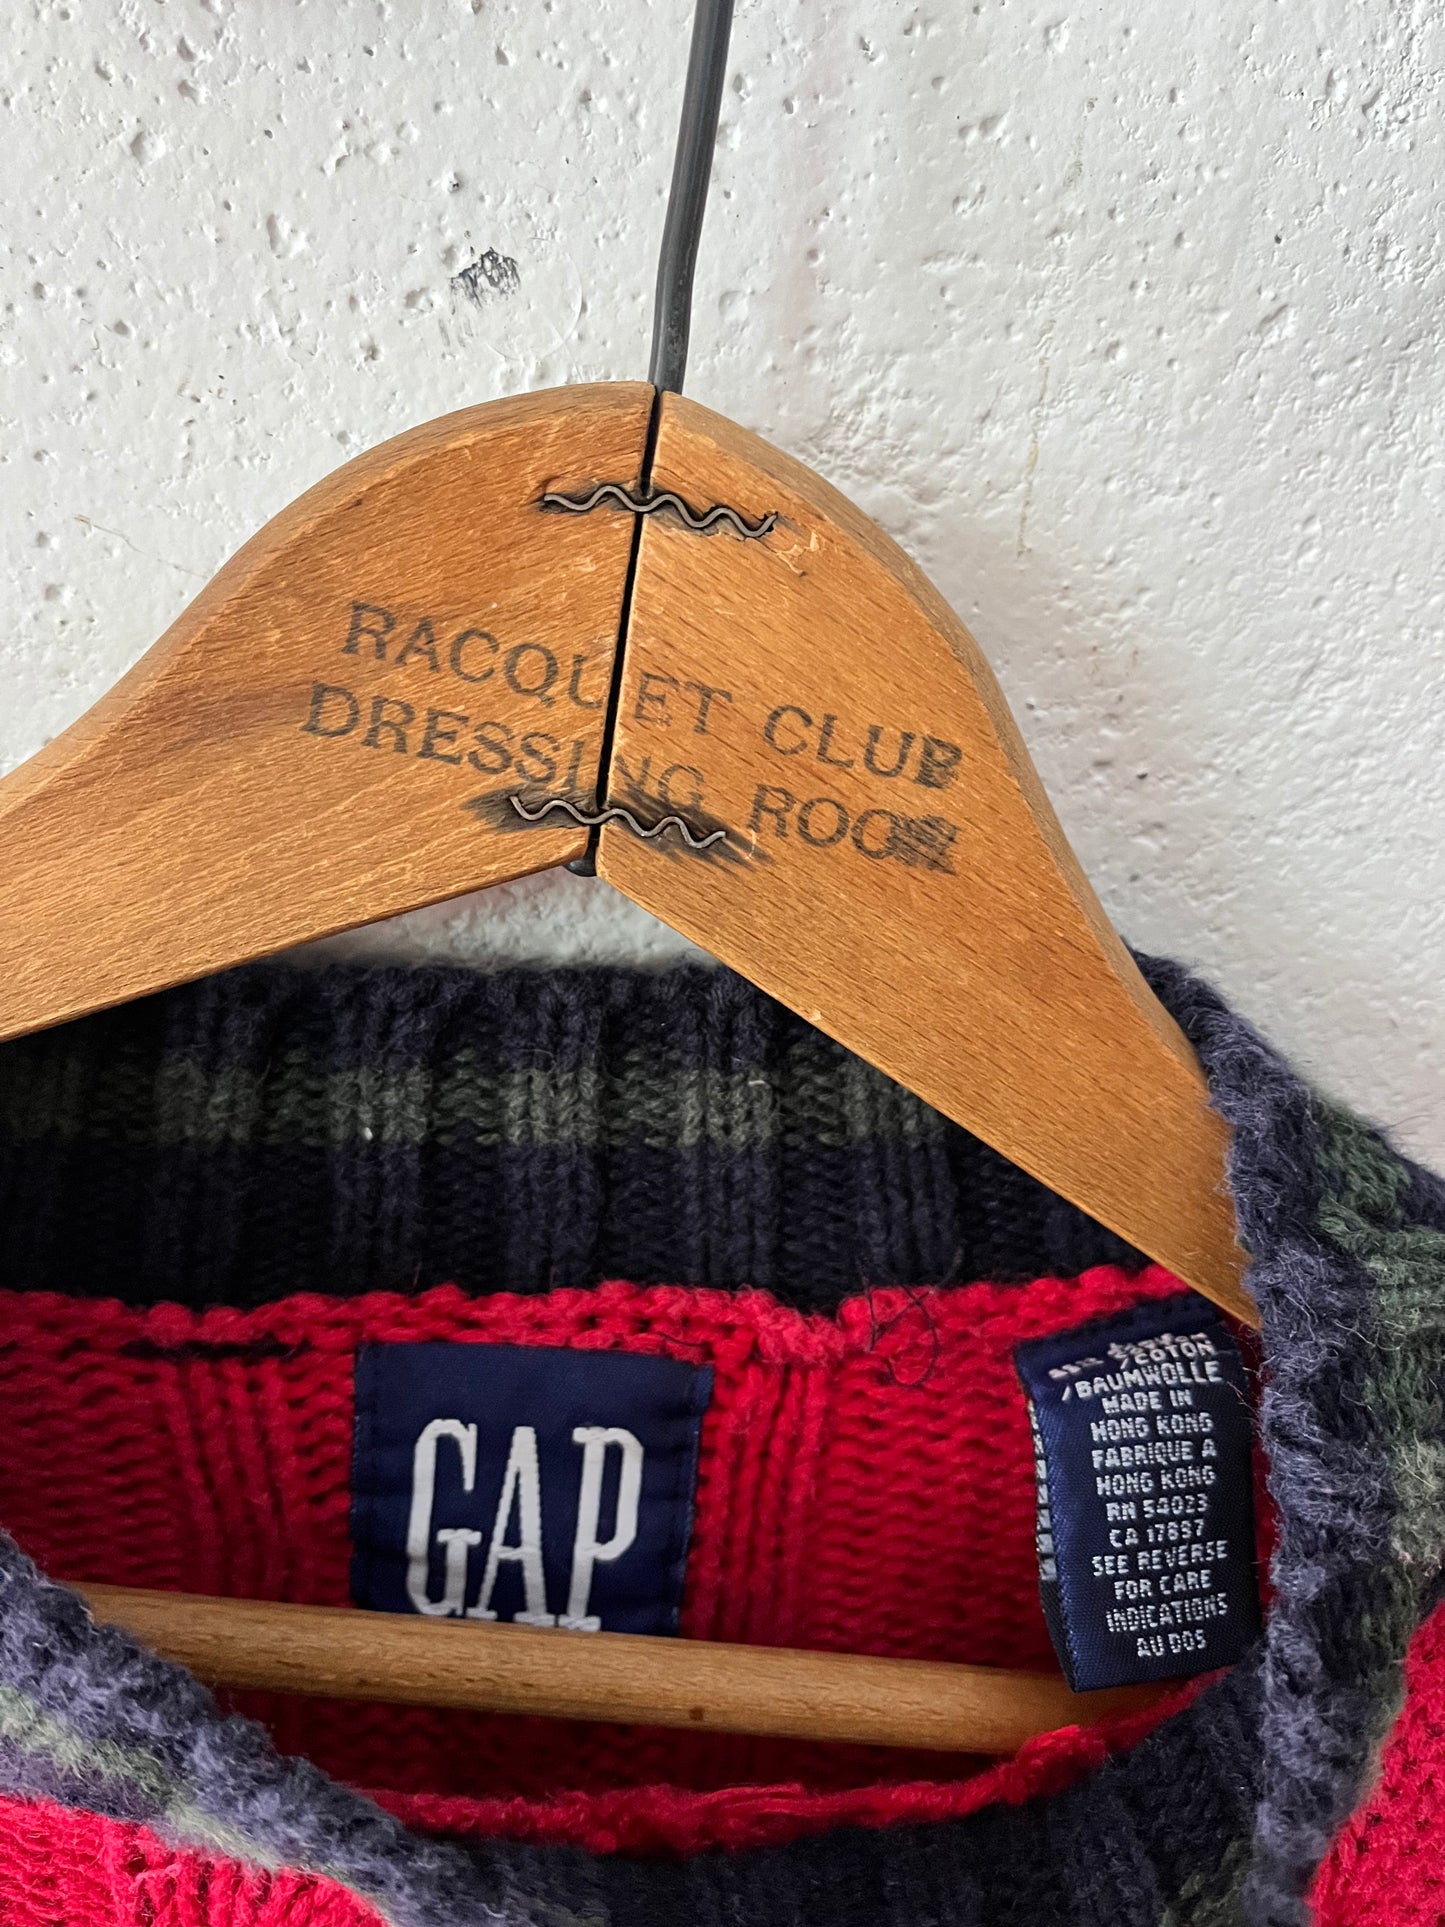 RACQUET CLUB
DRESSING ROOM
GAP
/COTON
/BAUMWOLLE
MADE IN
HONG KONG
FABRIQUE A
HONG KONG
RN 54023
CA 17897
SEE REVERSE
FOR CARE
INDICATIONS
AU DOS